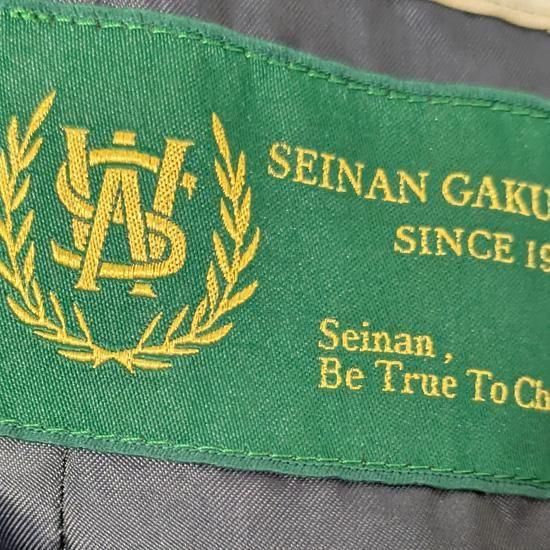 SEINAN GAKU
SINCE 19
Seinan,
Be True To Ch